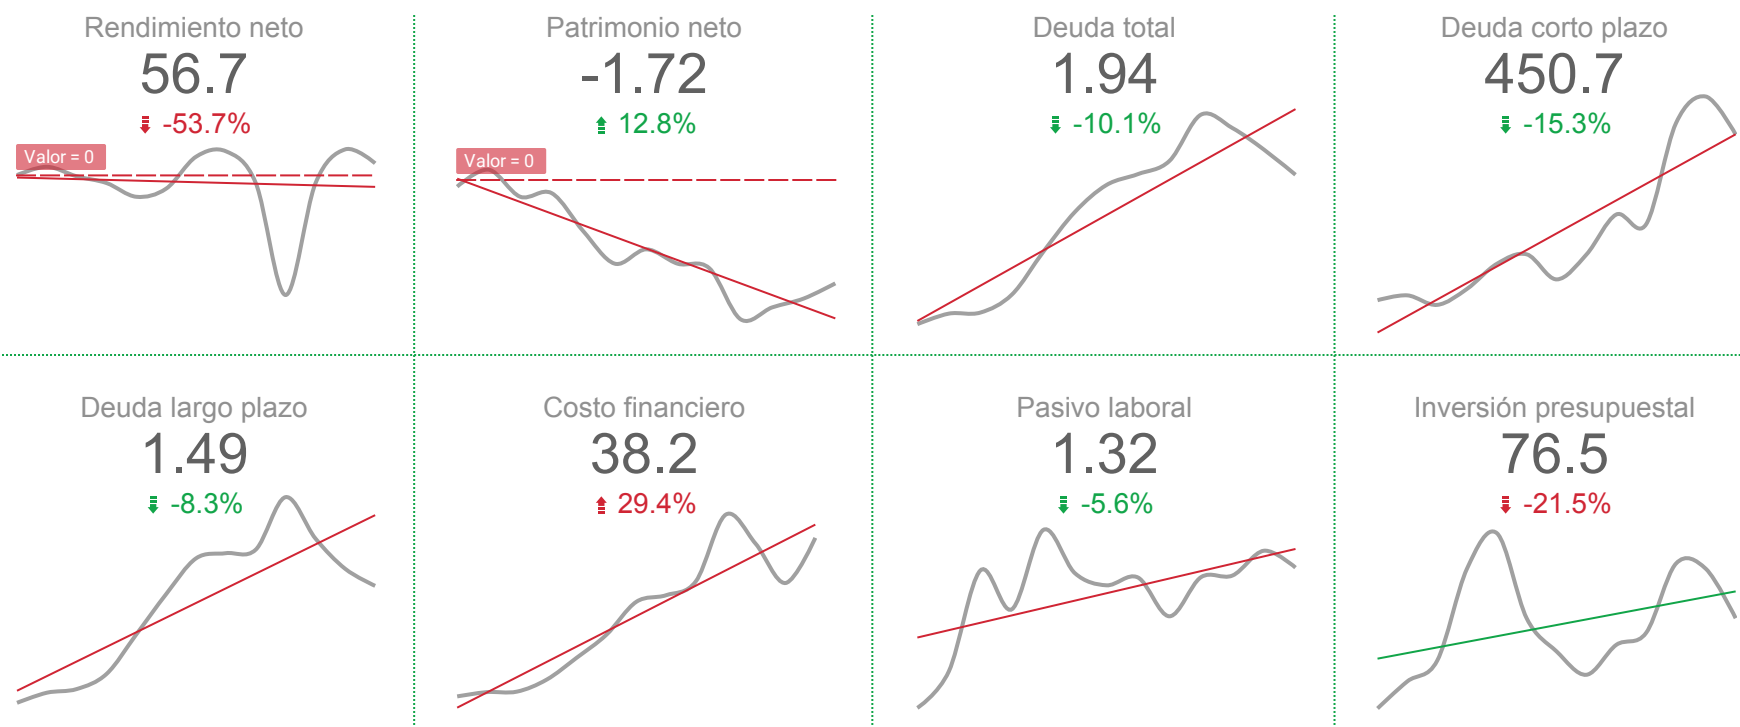 Rendimiento neto
56.7
-53.7%
Valor = 0
Patrimonio neto
-1.72
12.8%
Valor = 0
Deuda total
1.94
-10.1%
Deuda corto plazo
450.7
-15.3%
Deuda largo plazo
1.49
-8.3%
Costo financiero
38.2
29.4%
Pasivo laboral
1.32
-5.6%
Inversión presupuestal
76.5
-21.5%